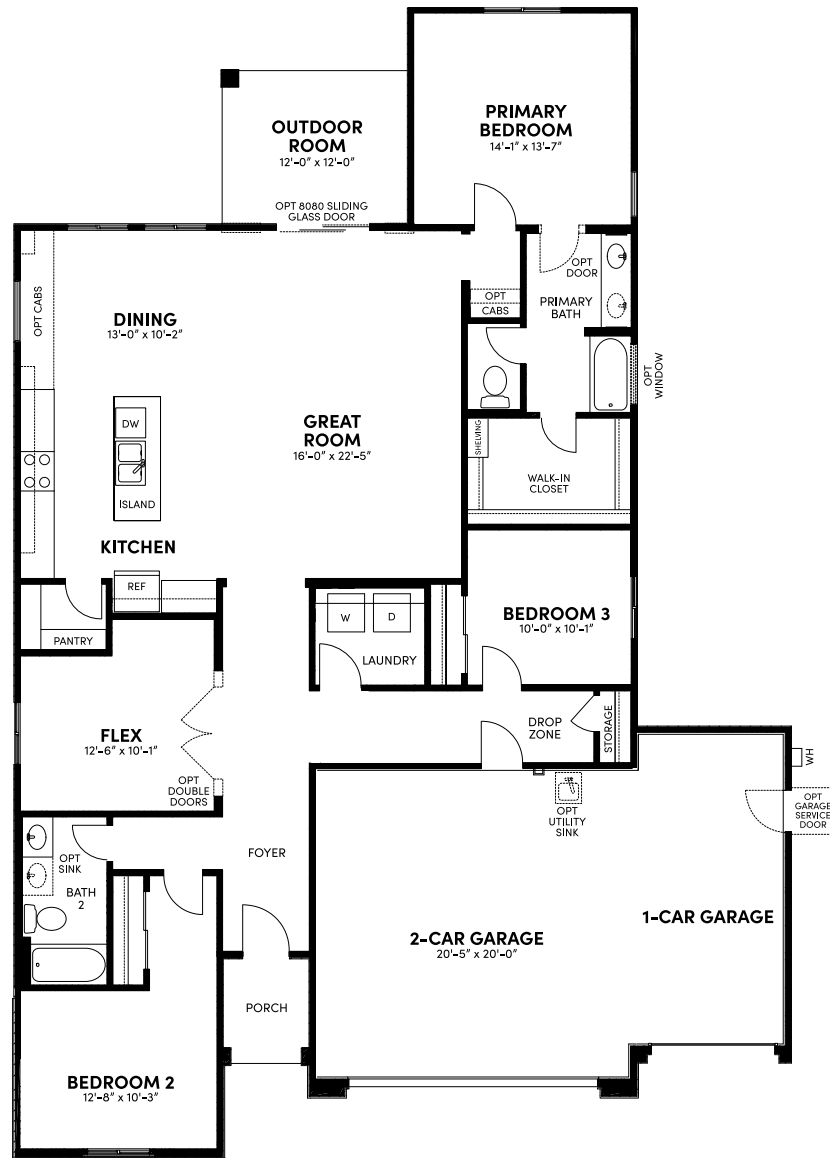 PRIMARY
BEDROOM
14'-1" x 13'-7"
OUTDOOR
ROOM
12'-0" x 12'-0"
OPT 8080 SLIDING
GLASS DOOR
OPT
DOOR
PRIMARY
BATH
OPT
CABS
OPT CABS
DINING
13'-0" x 10'-2"
OPT
WINDOW
DW
GREAT
ROOM
16'-0" x 22'-5"
SHELVING
WALK-IN
CLOSET
ISLAND
KITCHEN
REF
PANTRY
W
D
LAUNDRY
BEDROOM 3
10'-0" x 10'-1"
FLEX
12'-6" x 10'-1"
OPT
DOUBLE
DOORS
DROP
ZONE
STORAGE
WH
OPT
GARAGE
SERVICE
DOOR
OPT
UTILITY
SINK
OPT
SINK
BATH
2
FOYER
2-CAR GARAGE
20'-5" x 20'-0"
1-CAR GARAGE
PORCH
BEDROOM 2
12'-8" x 10'-3"